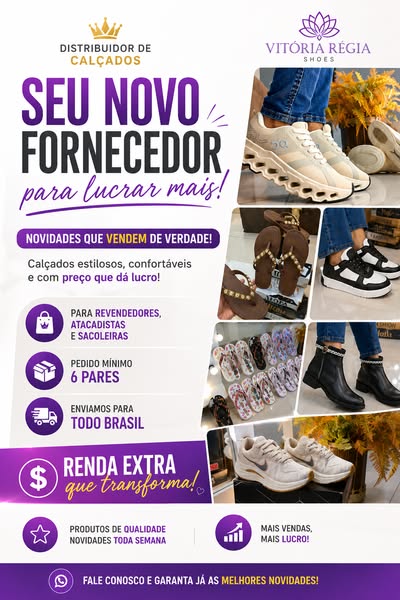 DISTRIBUIDOR DE
CALÇADOS
VITÓRIA RÉGIA
SHOES
SEU NOVO
FORNECEDOR
para lucrar mais!
NOVIDADES QUE VENDEM DE VERDADE!
Calçados estilosos, confortáveis
e com preço que dá lucro!
PARA REVENDEDORES,
ATACADISTAS
E SACOLEIRAS
PEDIDO MÍNIMO
6 PARES
ENVIAMOS PARA
TODO BRASIL
$
RENDA EXTRA
que transforma!
PRODUTOS DE QUALIDADE
NOVIDADES TODA SEMANA
MAIS VENDAS,
MAIS LUCRO!
FALE CONOSCO E GARANTA JÁ AS MELHORES NOVIDADES!